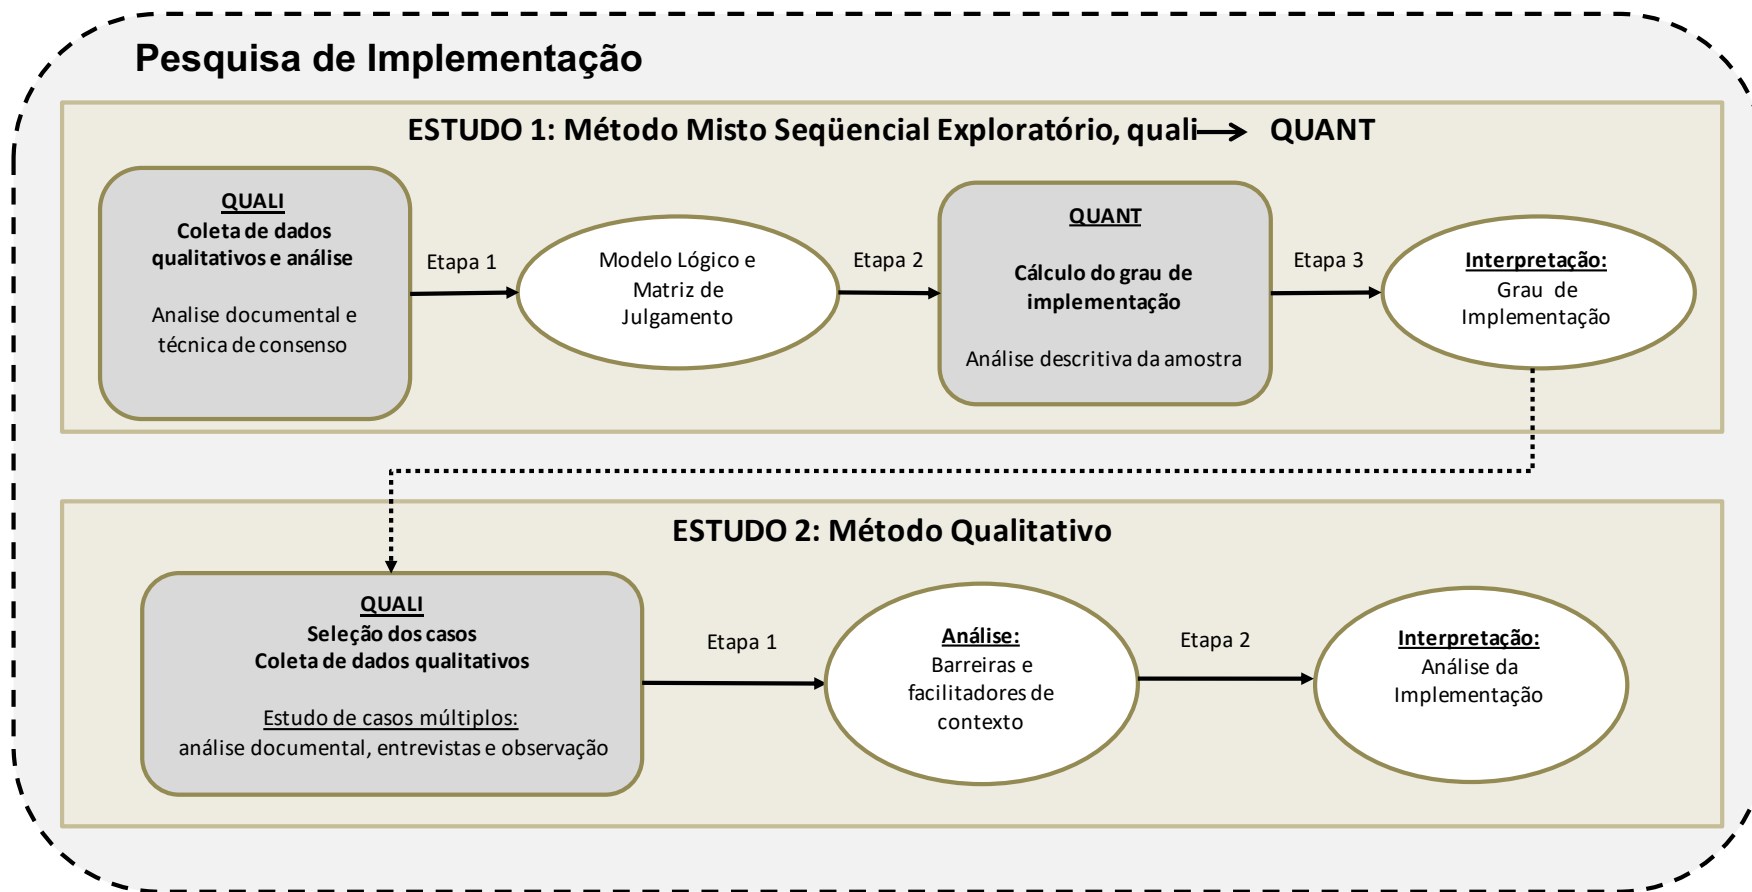 Pesquisa de Implementação
ESTUDO 1: Método Misto Seqüencial Exploratório, quali → QUANT
QUALI
Coleta de dados
qualitativos e análise
Analise documental e
técnica de consenso
Etapa 1
Modelo Lógico e
Matriz de
Julgamento
Etapa 2
QUANT
Cálculo do grau de
implementação
Análise descritiva da amostra
Etapa 3
Interpretação:
Grau de
Implementação
ESTUDO 2: Método Qualitativo
QUALI
Seleção dos casos
Coleta de dados qualitativos
Estudo de casos múltiplos:
análise documental, entrevistas e observação
Etapa 1
Análise:
Barreiras e
facilitadores de
contexto
Etapa 2
Interpretação:
Análise da
Implementação